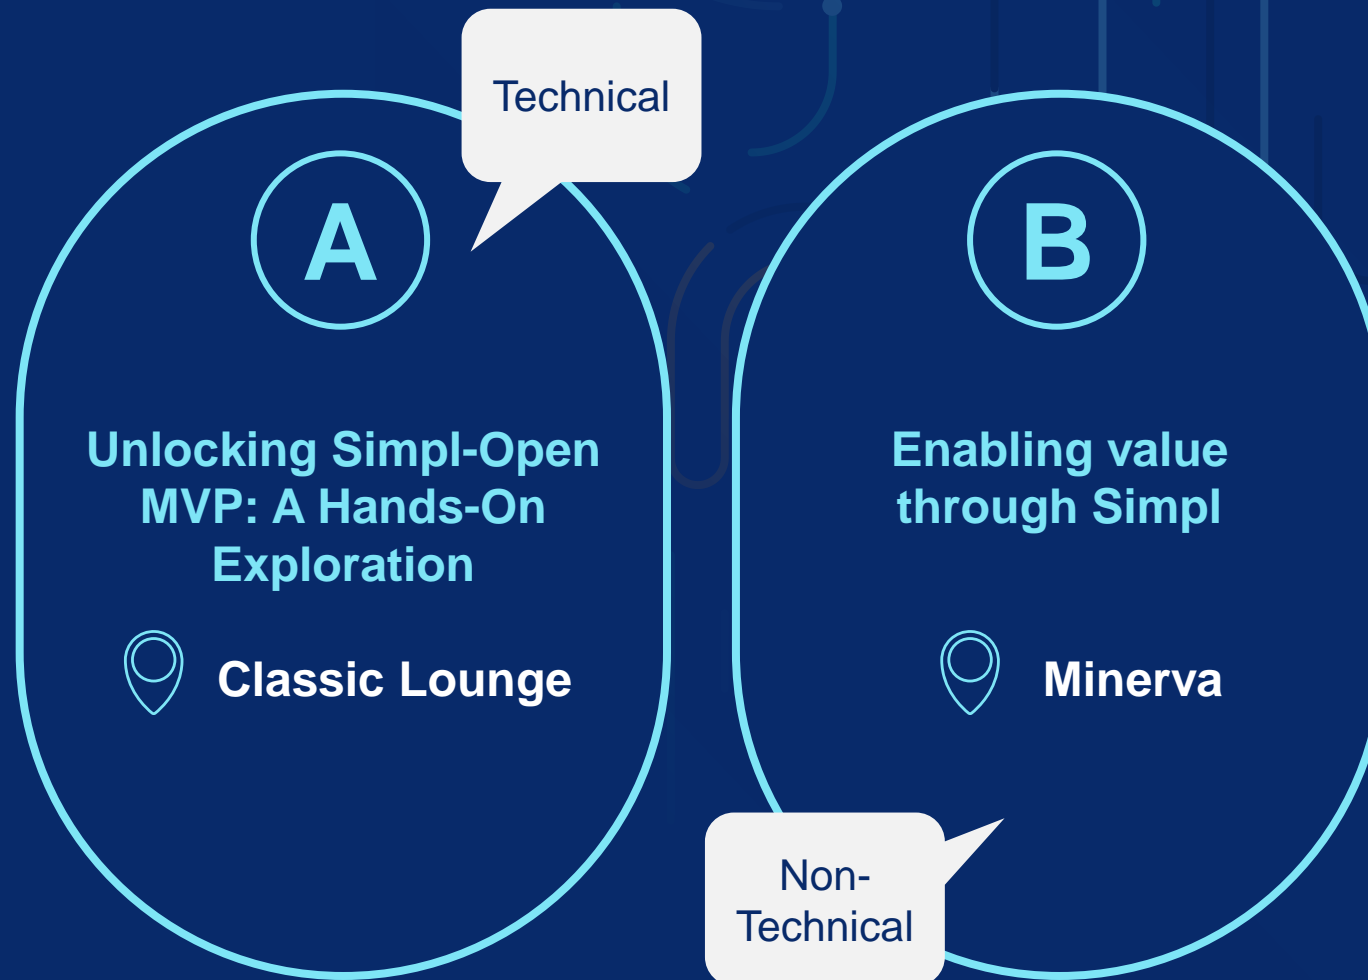 Technical
A
Unlocking Simpl-Open
MVP: A Hands-On
Exploration
Classic Lounge
B
Enabling value
through Simpl
Minerva
Non-
Technical